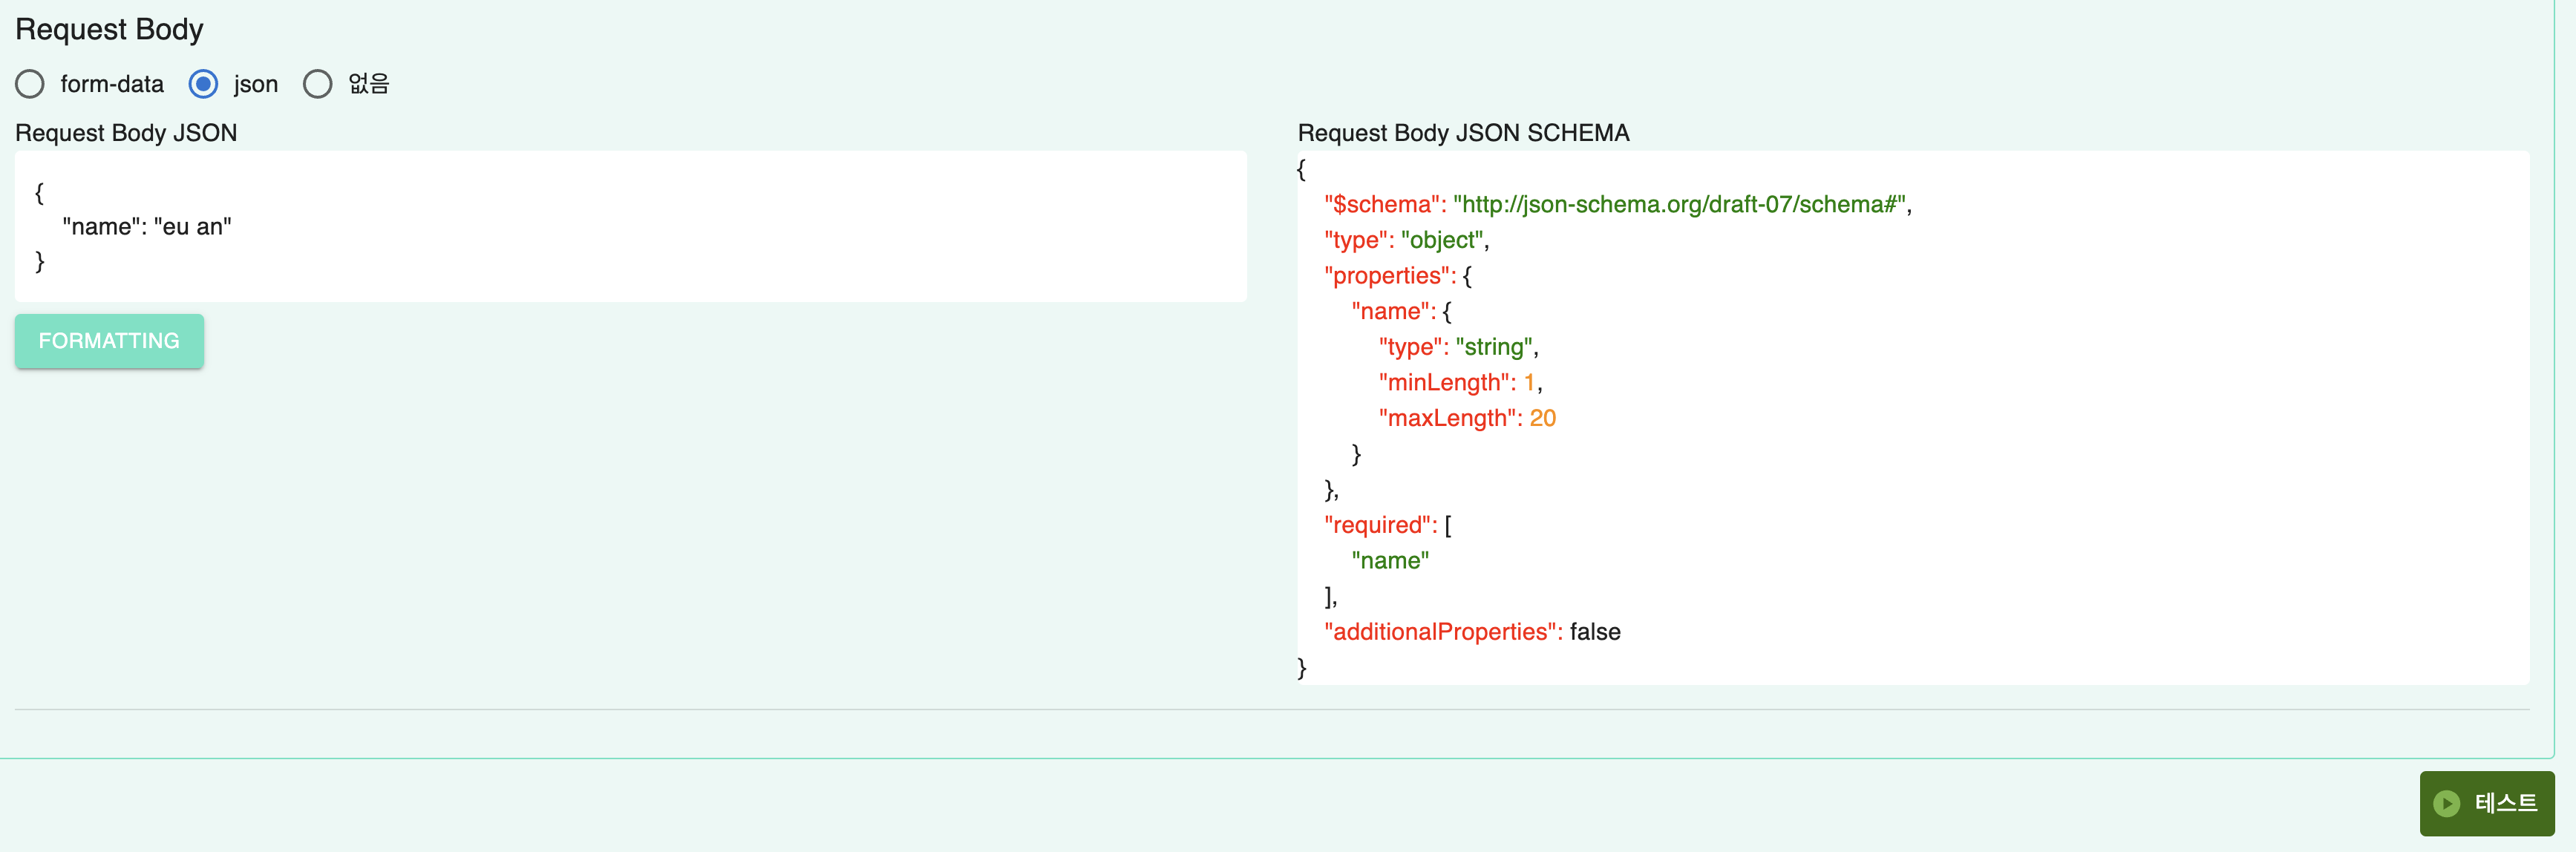 Request Body
form-data json 없음
Request Body JSON
{
"name": "eu an"
}
FORMATTING
Request Body JSON SCHEMA
{
"$schema": "http://json-schema.org/draft-07/schema#",
"type": "object",
"properties": {
"name": {
"type": "string",
"minLength": 1,
"maxLength": 20
}
},
"required": [
"name"
],
"additionalProperties": false
}
테스트